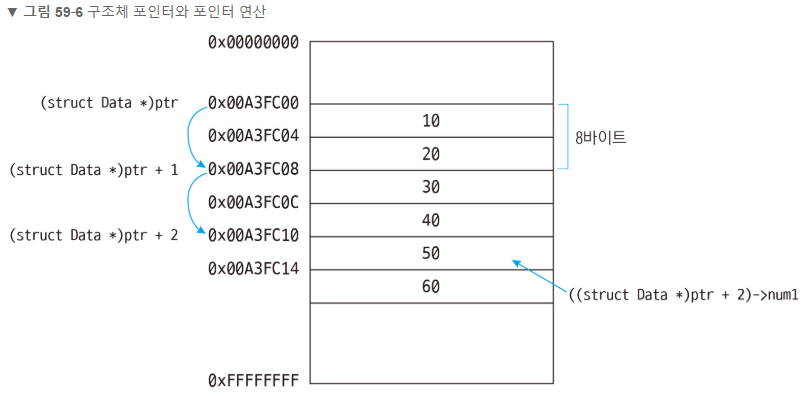 ▼ 그림 59-6 구조체 포인터와 포인터 연산
0x00000000
(struct Data *)ptr
0x00A3FC00
10
0x00A3FC04
8바이트
20
(struct Data *)ptr + 1
0x00A3FC08
30
0x00A3FC0C
40
(struct Data *)ptr + 2
0x00A3FC10
50
0x00A3FC14
60
((struct Data *)ptr + 2)->num1
0xFFFFFFFF